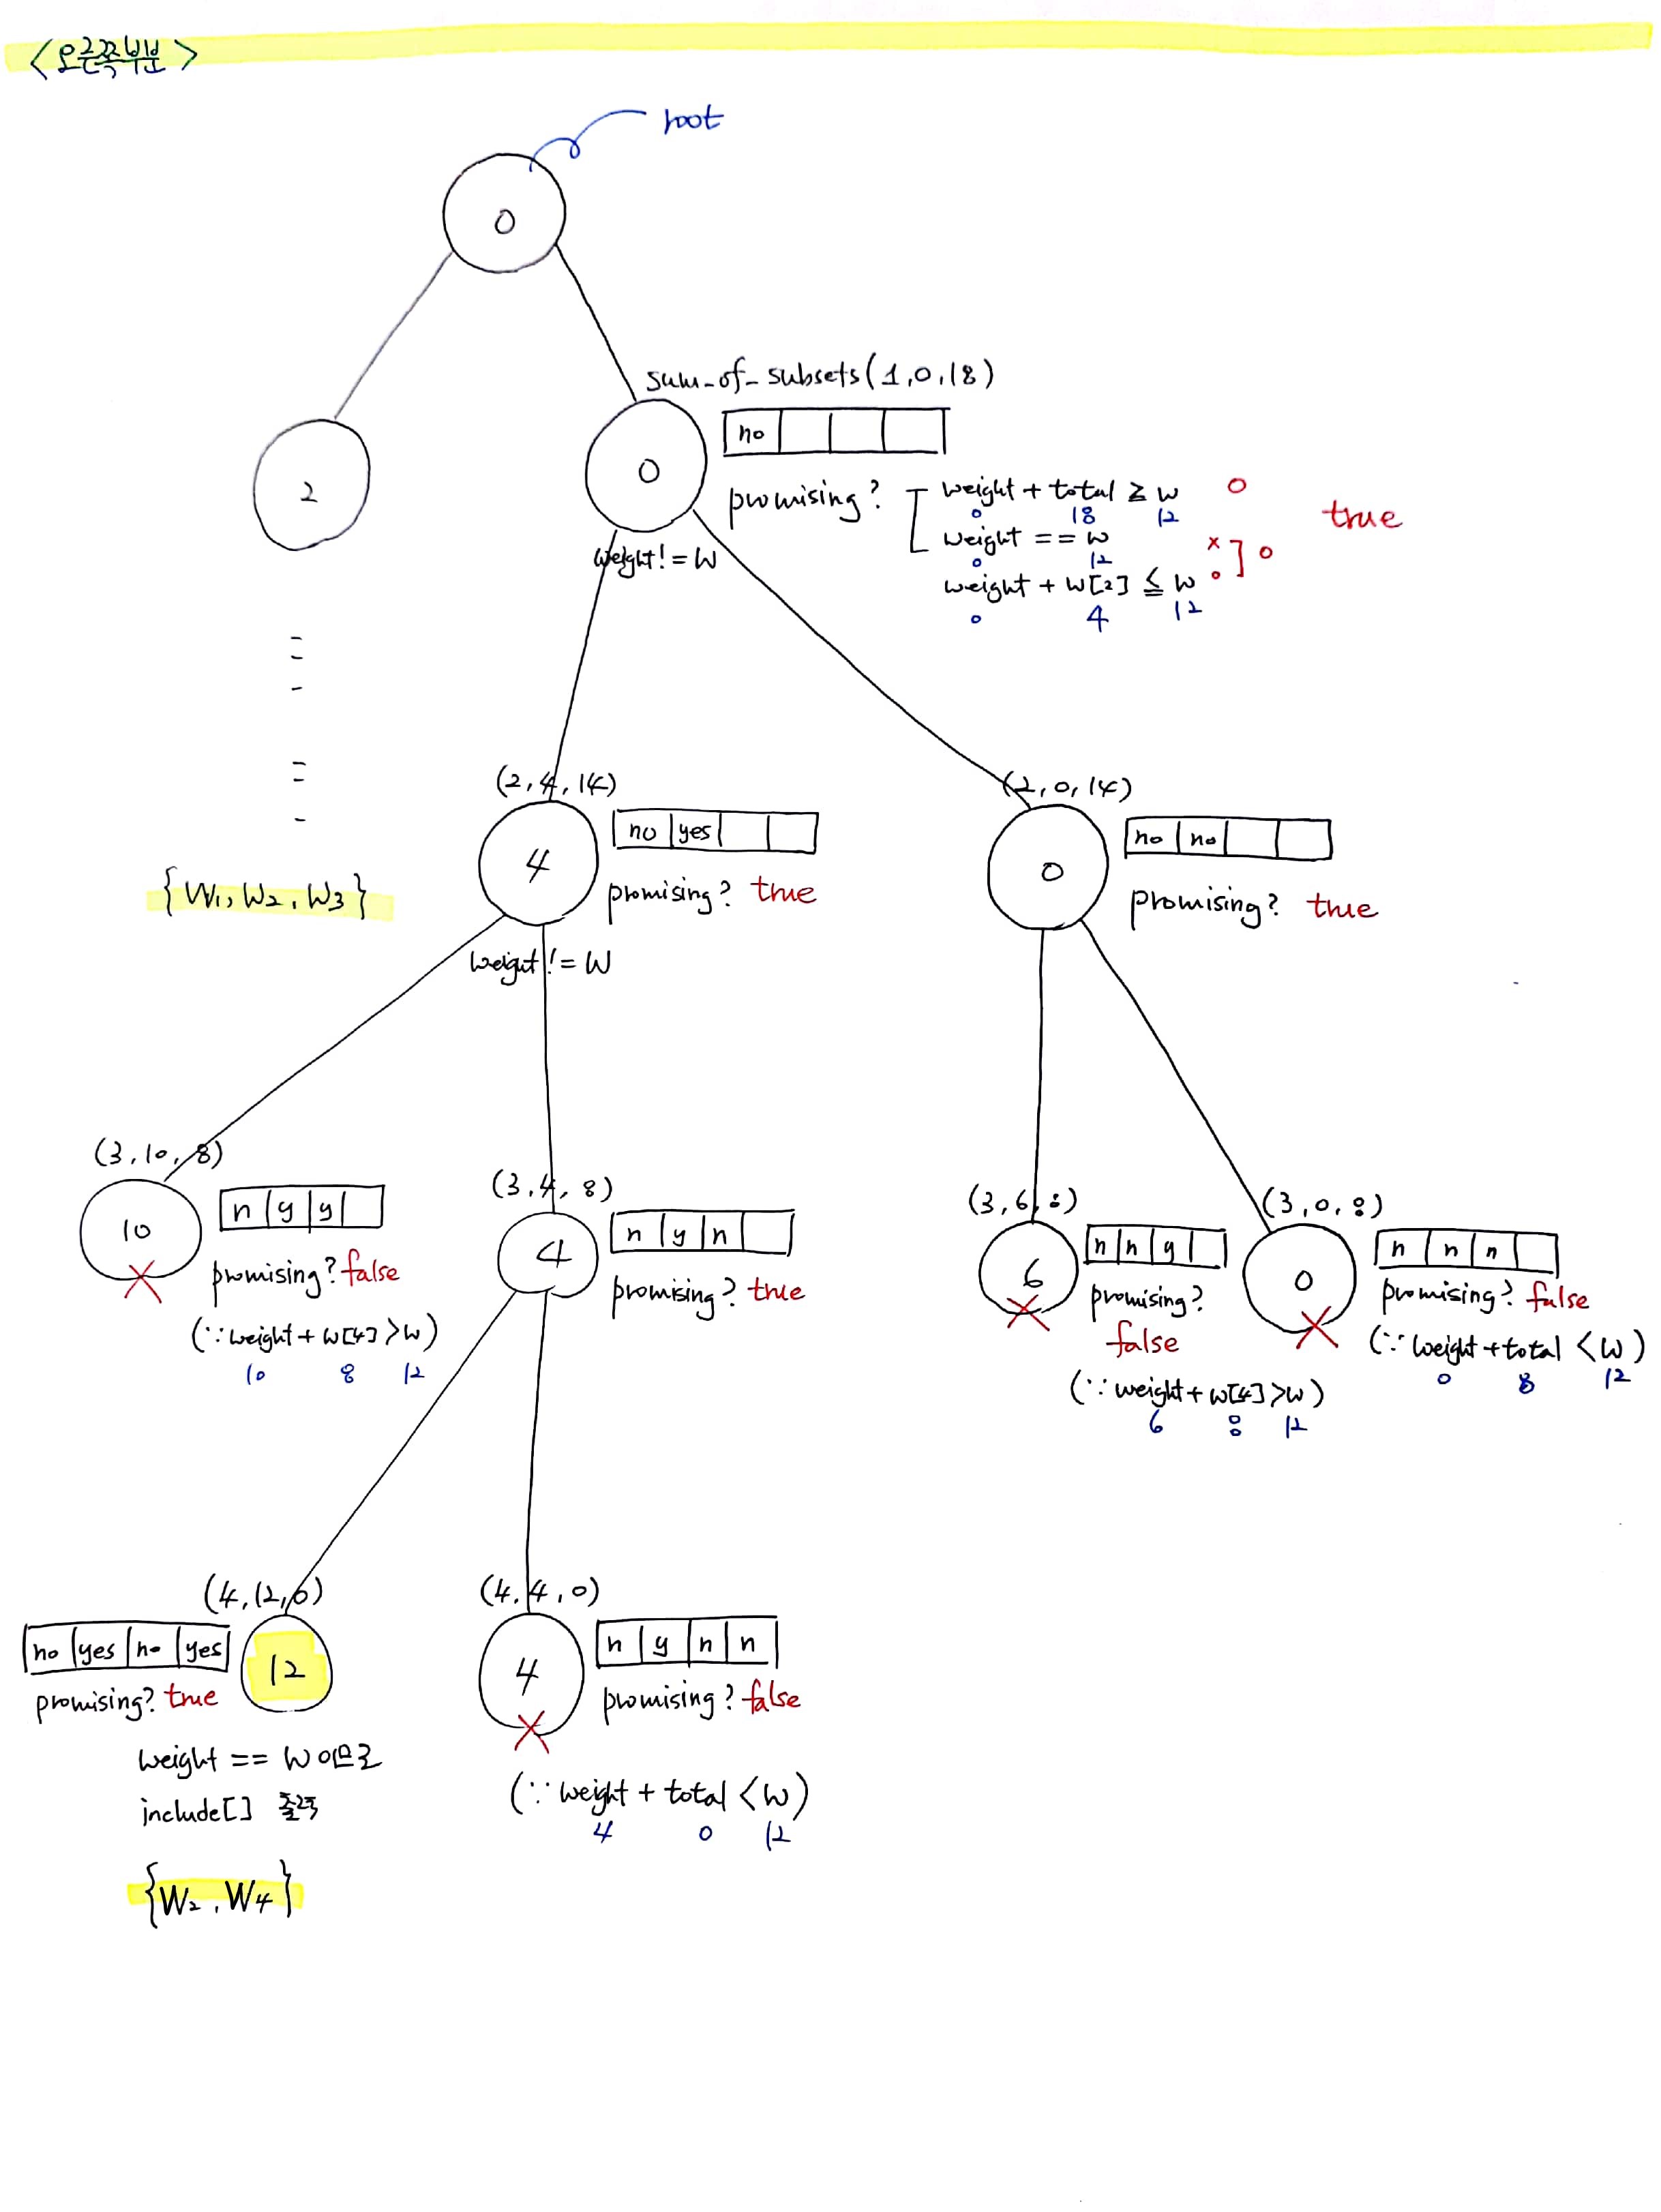 <오른쪽부분>
root
0
sum_of_subsets(1,0,18)
no
2
0
promising?
weight + total ≥ W O
0 18 12
true
weight == W X
0 12
O
weight + W[2] ≤ W O
0 4 12
weight != W
(2,4,14)
(2,0,14)
4
no yes
0
no no
promising? true
promising? true
{W1, W2, W3}
weight != W
(3,10,8)
(3,4,8)
(3,6,8)
(3,0,8)
10
n y y
4
n y n
6
n n y
0
n n n
promising? false
promising? true
promising?
false
promising? false
(∵ weight + W[4] > W)
10 8 12
(∵ weight + total < W)
0 8 12
(∵ weight + W[4] > W)
6 8 12
(4,12,0)
(4,4,0)
no yes no yes
12
4
n y n n
promising? true
promising? false
weight == W 이므로
include[] 출력
(∵ weight + total < W)
4 0 12
{W2, W4}